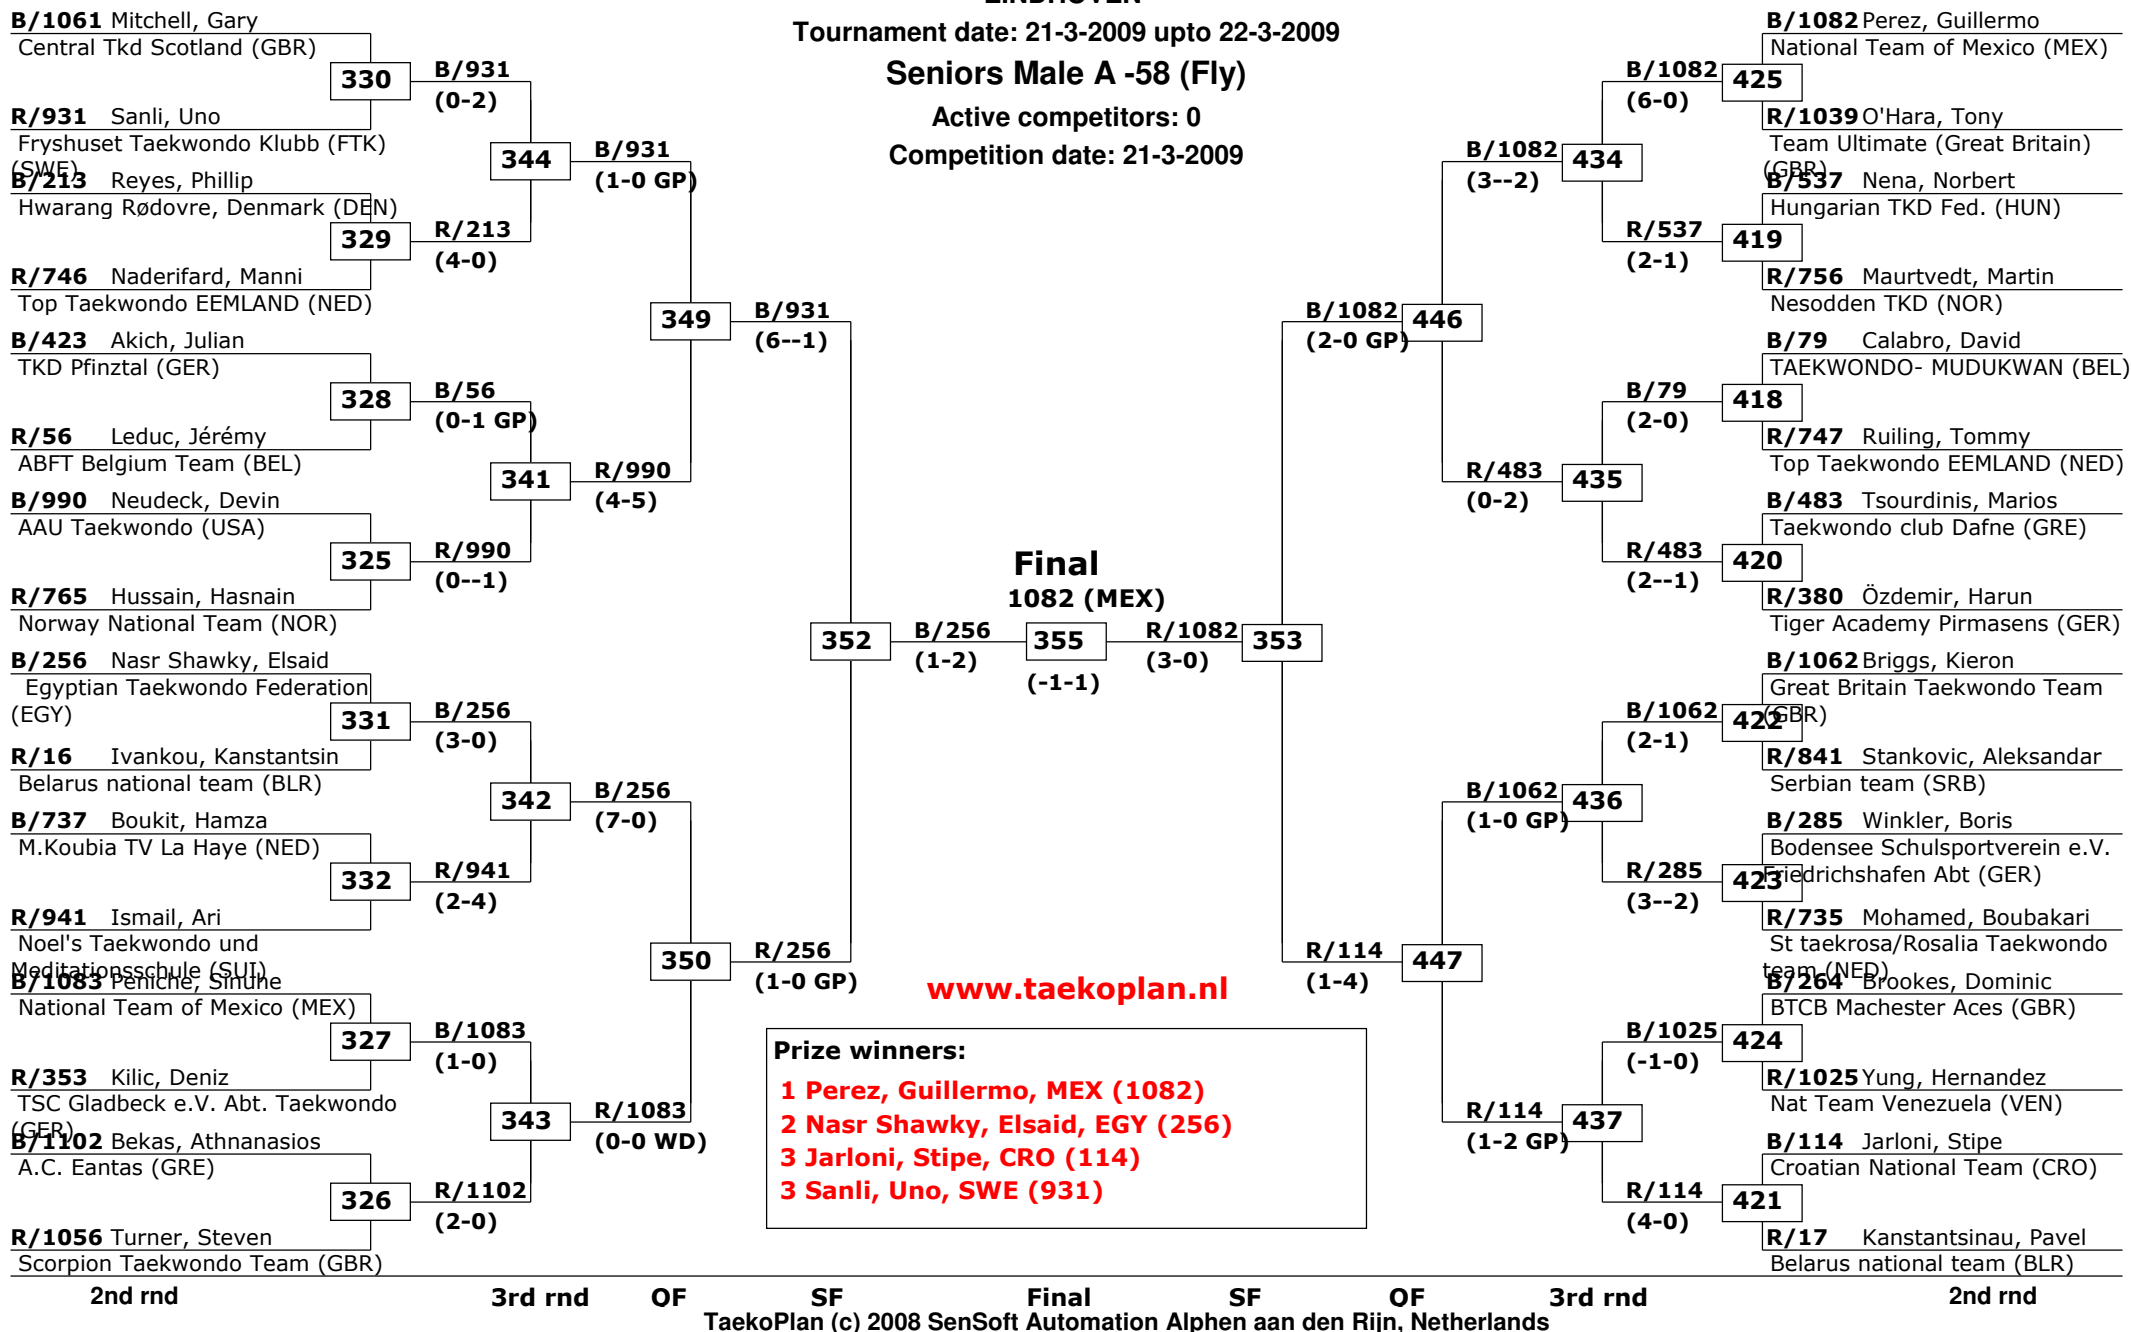 EINDHOVEN
Tournament date: 21-3-2009 upto 22-3-2009
Seniors Male A -58 (Fly)
Active competitors: 0
Competition date: 21-3-2009
B/1061 Mitchell, Gary
Central Tkd Scotland (GBR)
330
R/931 Sanli, Uno
Fryshuset Taekwondo Klubb (FTK)
(SWE)
B/213 Reyes, Phillip
Hwarang Rødovre, Denmark (DEN)
329
R/746 Naderifard, Manni
Top Taekwondo EEMLAND (NED)
B/423 Akich, Julian
TKD Pfinztal (GER)
328
R/56 Leduc, Jérémy
ABFT Belgium Team (BEL)
B/990 Neudeck, Devin
AAU Taekwondo (USA)
325
R/765 Hussain, Hasnain
Norway National Team (NOR)
B/256 Nasr Shawky, Elsaid
Egyptian Taekwondo Federation
(EGY)
331
R/16 Ivankou, Kanstantsin
Belarus national team (BLR)
B/737 Boukit, Hamza
M.Koubia TV La Haye (NED)
332
R/941 Ismail, Ari
Noel's Taekwondo und
Meditationsschule (SUI)
B/1083 Peniche, Sinuhe
National Team of Mexico (MEX)
327
R/353 Kilic, Deniz
TSC Gladbeck e.V. Abt. Taekwondo
(GER)
B/1102 Bekas, Athnanasios
A.C. Eantas (GRE)
326
R/1056 Turner, Steven
Scorpion Taekwondo Team (GBR)
B/931
(0-2)
344
R/213
(4-0)
B/56
(0-1 GP)
341
R/990
(0--1)
B/256
(3-0)
342
R/941
(2-4)
B/1083
(1-0)
343
R/1102
(2-0)
B/931
(1-0 GP)
349
R/990
(4-5)
B/256
(7-0)
350
R/1083
(0-0 WD)
B/931
(6--1)
352
R/256
(1-0 GP)
B/256
(1-2)
Final
1082 (MEX)
355
(-1-1)
R/1082
(3-0)
353
B/1082
(2-0 GP)
446
R/114
(1-4)
447
B/1082
(3--2)
434
R/483
(0-2)
435
B/1062
(1-0 GP)
436
R/114
(1-2 GP)
437
B/1082
(6-0)
425
R/537
(2-1)
419
B/79
(2-0)
418
R/483
(2--1)
420
B/1062
(2-1)
422
R/285
(3--2)
423
B/1025
(-1-0)
424
R/114
(4-0)
421
B/1082 Perez, Guillermo
National Team of Mexico (MEX)
R/1039 O'Hara, Tony
Team Ultimate (Great Britain)
(GBR)
B/537 Nena, Norbert
Hungarian TKD Fed. (HUN)
R/756 Maurtvedt, Martin
Nesodden TKD (NOR)
B/79 Calabro, David
TAEKWONDO- MUDUKWAN (BEL)
R/747 Ruiling, Tommy
Top Taekwondo EEMLAND (NED)
B/483 Tsourdinis, Marios
Taekwondo club Dafne (GRE)
R/380 Özdemir, Harun
Tiger Academy Pirmasens (GER)
B/1062 Briggs, Kieron
Great Britain Taekwondo Team
(GBR)
R/841 Stankovic, Aleksandar
Serbian team (SRB)
B/285 Winkler, Boris
Bodensee Schulsportverein e.V.
Friedrichshafen Abt (GER)
R/735 Mohamed, Boubakari
St taekrosa/Rosalia Taekwondo
team (NED)
B/264 Brookes, Dominic
BTCB Machester Aces (GBR)
R/1025 Yung, Hernandez
Nat Team Venezuela (VEN)
B/114 Jarloni, Stipe
Croatian National Team (CRO)
R/17 Kanstantsinau, Pavel
Belarus national team (BLR)
www.taekoplan.nl
Prize winners:
1 Perez, Guillermo, MEX (1082)
2 Nasr Shawky, Elsaid, EGY (256)
3 Jarloni, Stipe, CRO (114)
3 Sanli, Uno, SWE (931)
2nd rnd 3rd rnd QF SF Final SF QF 3rd rnd 2nd rnd
TaekoPlan (c) 2008 SenSoft Automation Alphen aan den Rijn, Netherlands